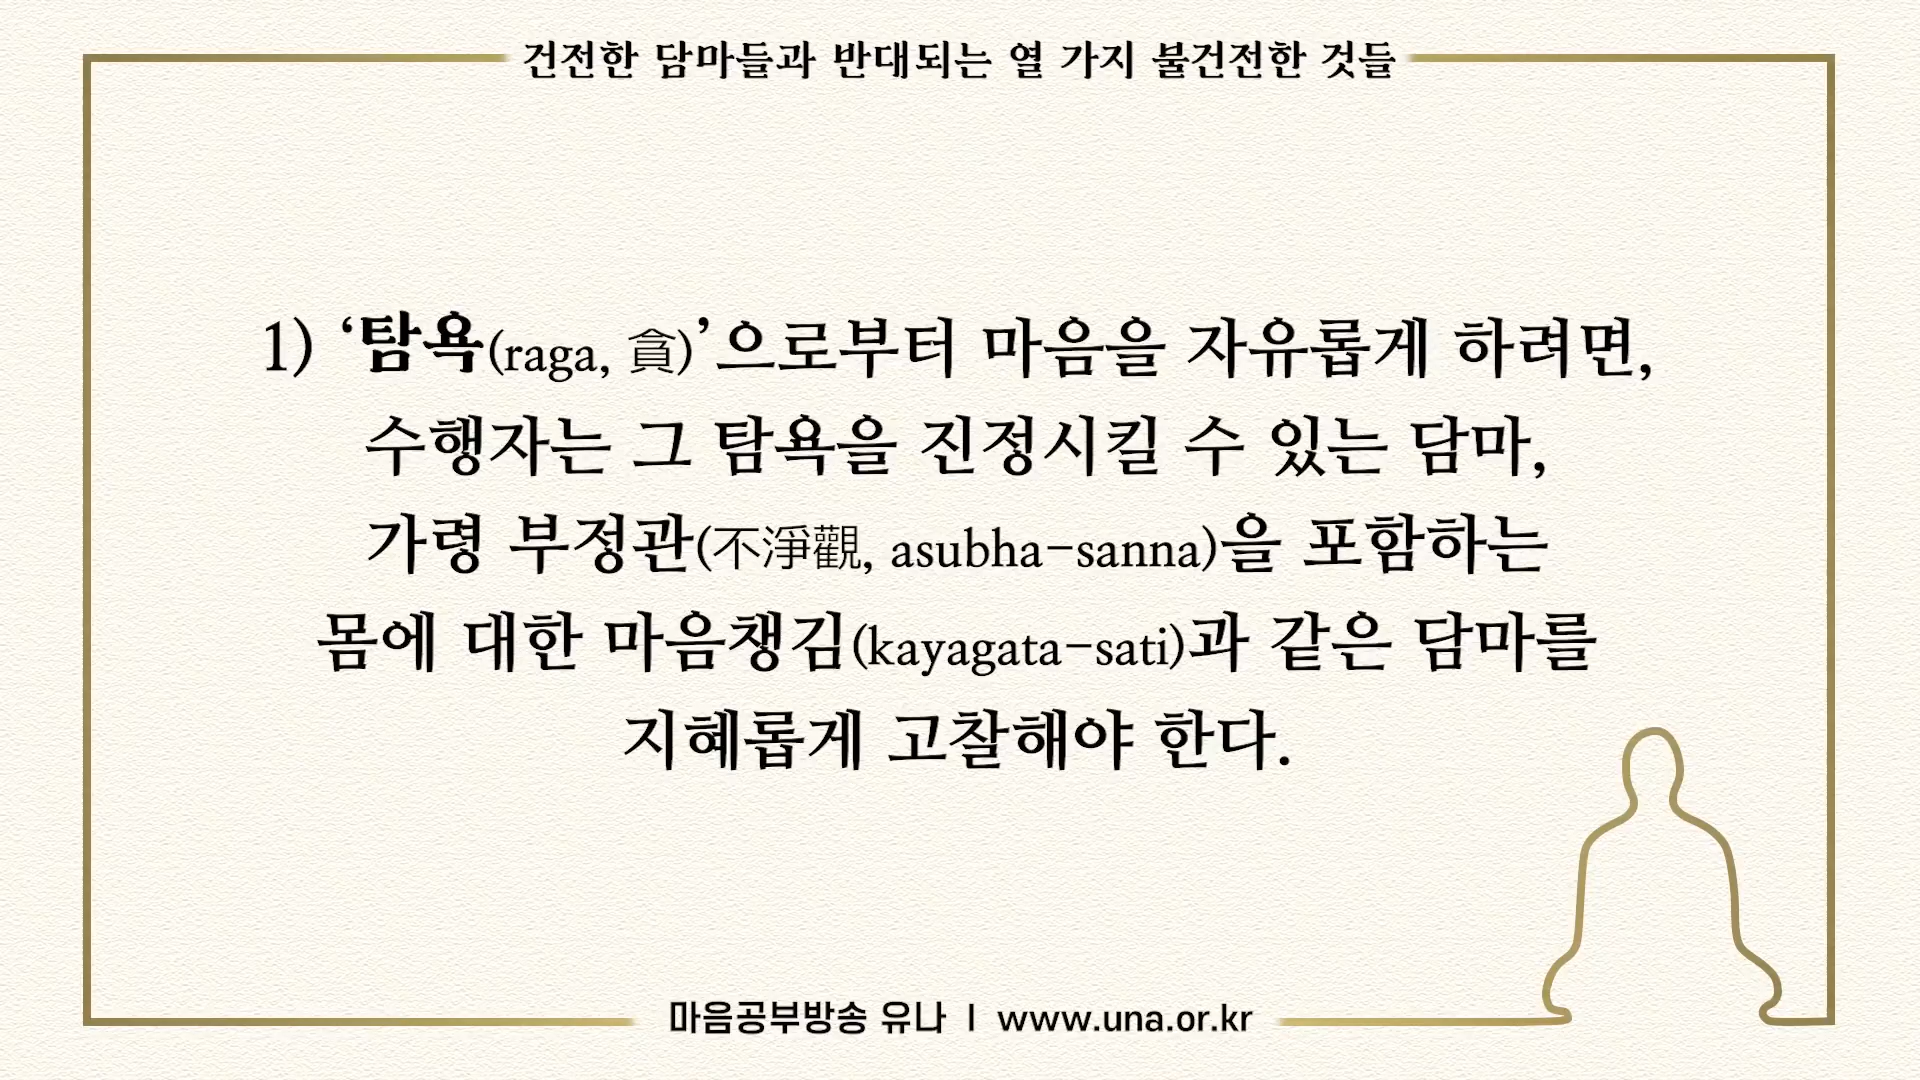 건전한 담마들과 반대되는 열 가지 불건전한 것들
1) ‘탐욕(raga, 貪)’으로부터 마음을 자유롭게 하려면,
수행자는 그 탐욕을 진정시킬 수 있는 담마,
가령 부정관(不淨觀, asubha-sanna)을 포함하는
몸에 대한 마음챙김(kayagata-sati)과 같은 담마를
지혜롭게 고찰해야 한다.
마음공부방송 유나 | www.una.or.kr